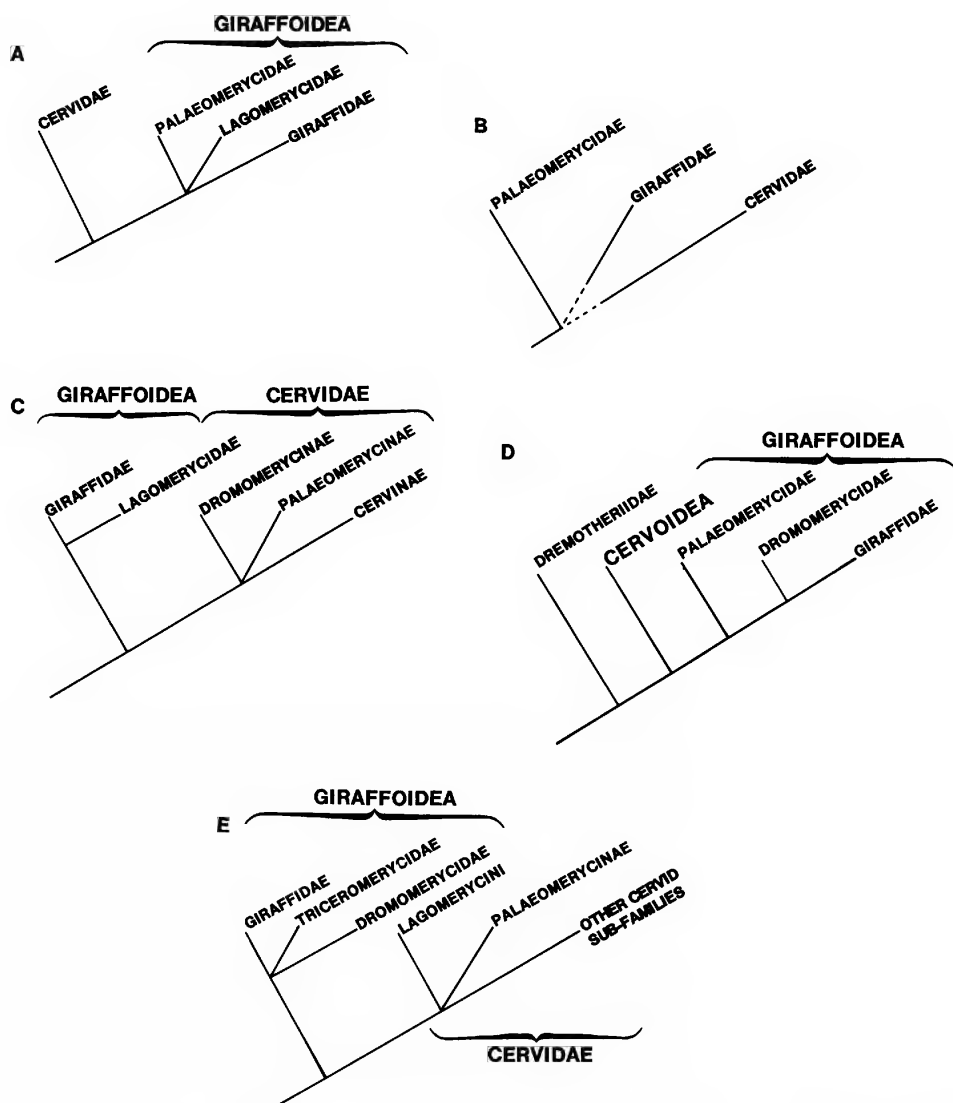 A
GIRAFFOIDEA
CERVIDAE
PALAEOMERYCIDAE
LAGOMERYCIDAE
GIRAFFIDAE
B
PALAEOMERYCIDAE
GIRAFFIDAE
CERVIDAE
C
GIRAFFOIDEA
CERVIDAE
GIRAFFIDAE
LAGOMERYCIDAE
DROMOMERYCINAE
PALAEOMERYCINAE
CERVINAE
D
GIRAFFOIDEA
DREMOTHERIIDAE
CERVOIDEA
PALAEOMERYCIDAE
DROMOMERYCIDAE
GIRAFFIDAE
E
GIRAFFOIDEA
GIRAFFIDAE
TRICEROMERYCIDAE
DROMOMERYCIDAE
LAGOMERYCINI
PALAEOMERYCINAE
OTHER CERVID
SUB-FAMILIES
CERVIDAE